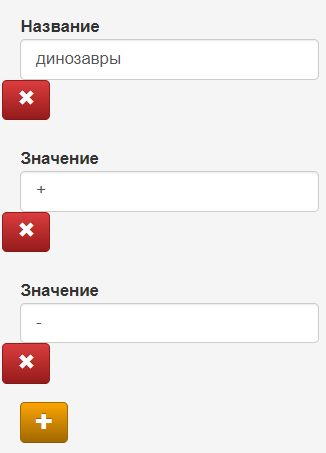 Название
динозавры
Значение
+
Значение
-